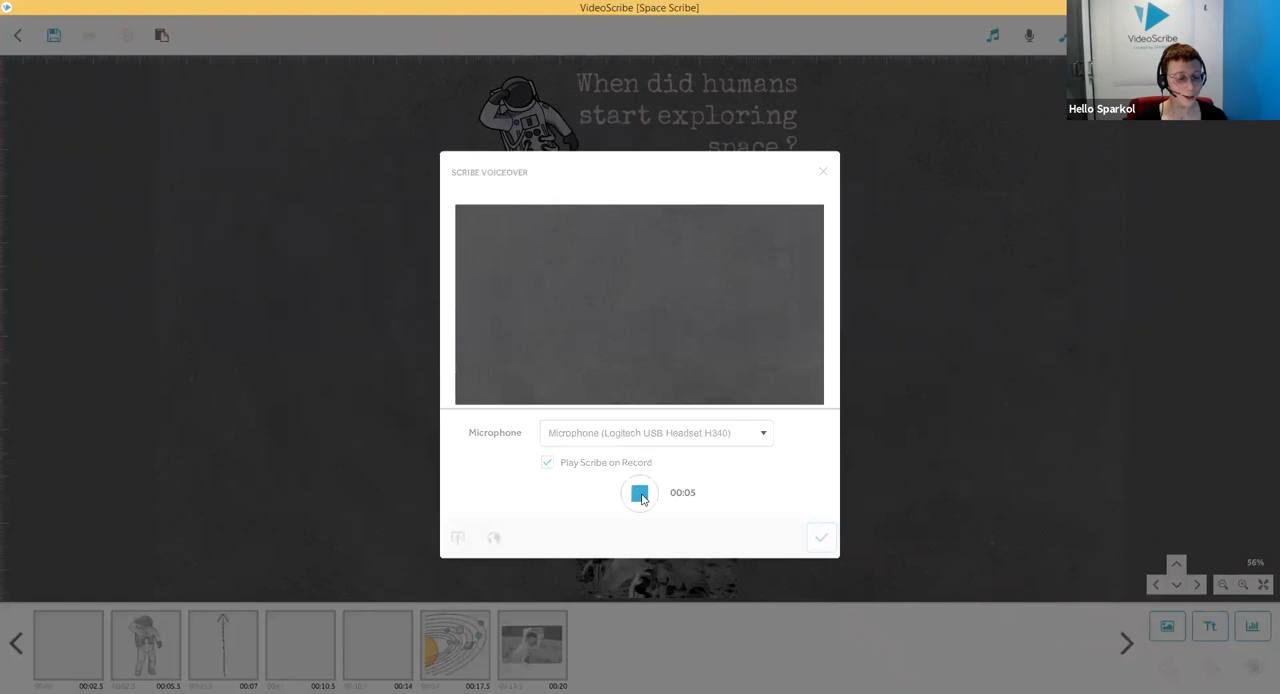 VideoScribe [Space Scribe]
VideoScribe
Hello Sparkol
When did humans
start exploring
space?
SCRIBE VOICEOVER
Microphone
Microphone (Logitech USB Headset H340)
Play Scribe on Record
00:05
56%
Tt
00:02.5
00:05.5
00:07
00:10.5
00:14
00:17.5
00:20